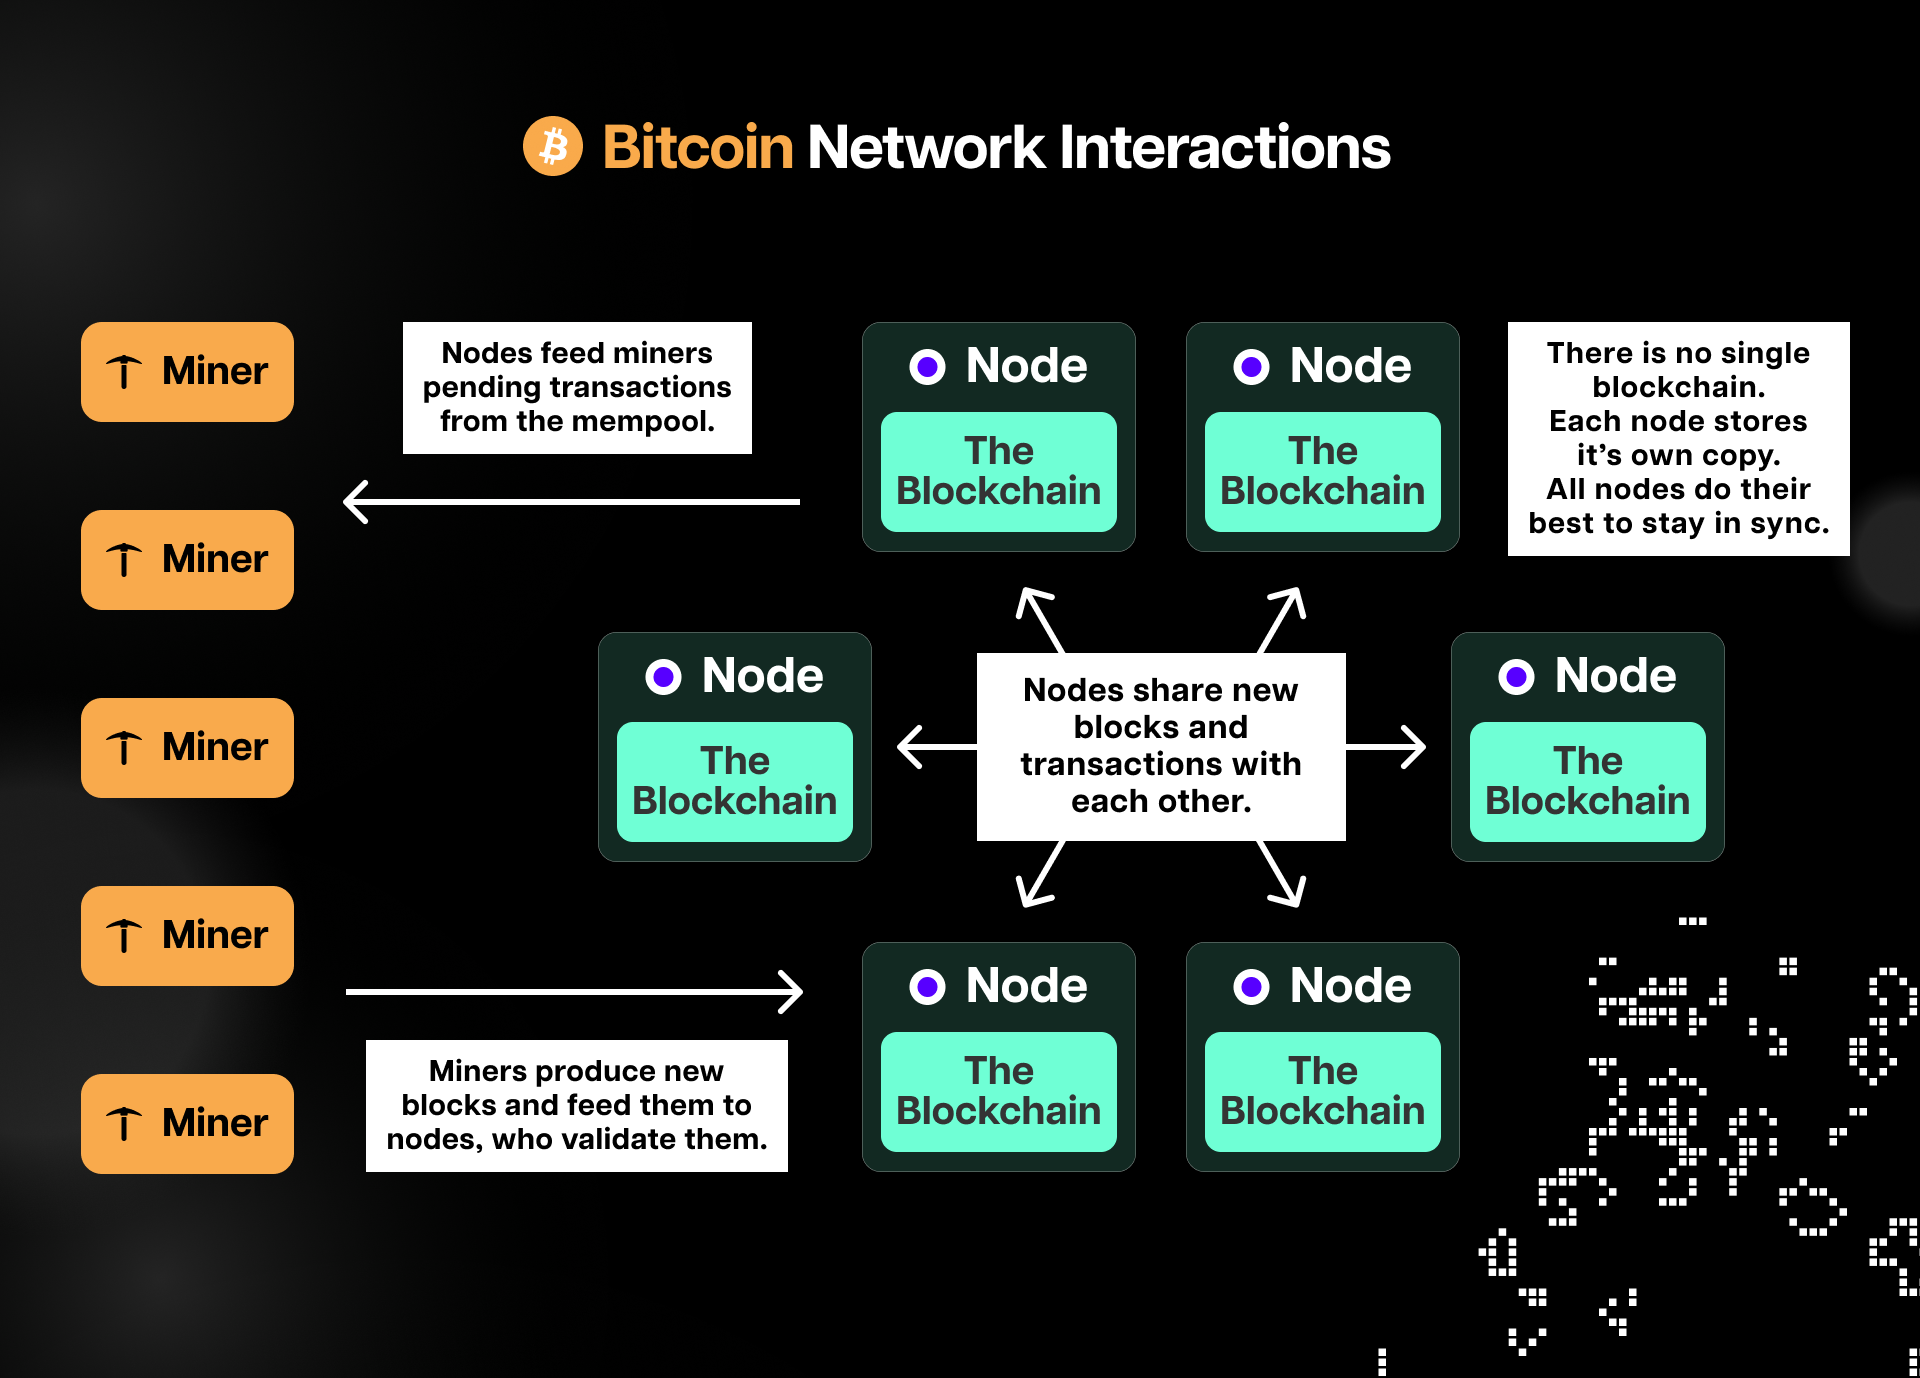 Bitcoin Network Interactions
Miner
Nodes feed miners
pending transactions
from the mempool.
Node
The
Blockchain
Node
The
Blockchain
There is no single
blockchain.
Each node stores
it’s own copy.
All nodes do their
best to stay in sync.
Miner
Miner
Node
The
Blockchain
Nodes share new
blocks and
transactions with
each other.
Node
The
Blockchain
Miner
Miner
Miners produce new
blocks and feed them to
nodes, who validate them.
Node
The
Blockchain
Node
The
Blockchain